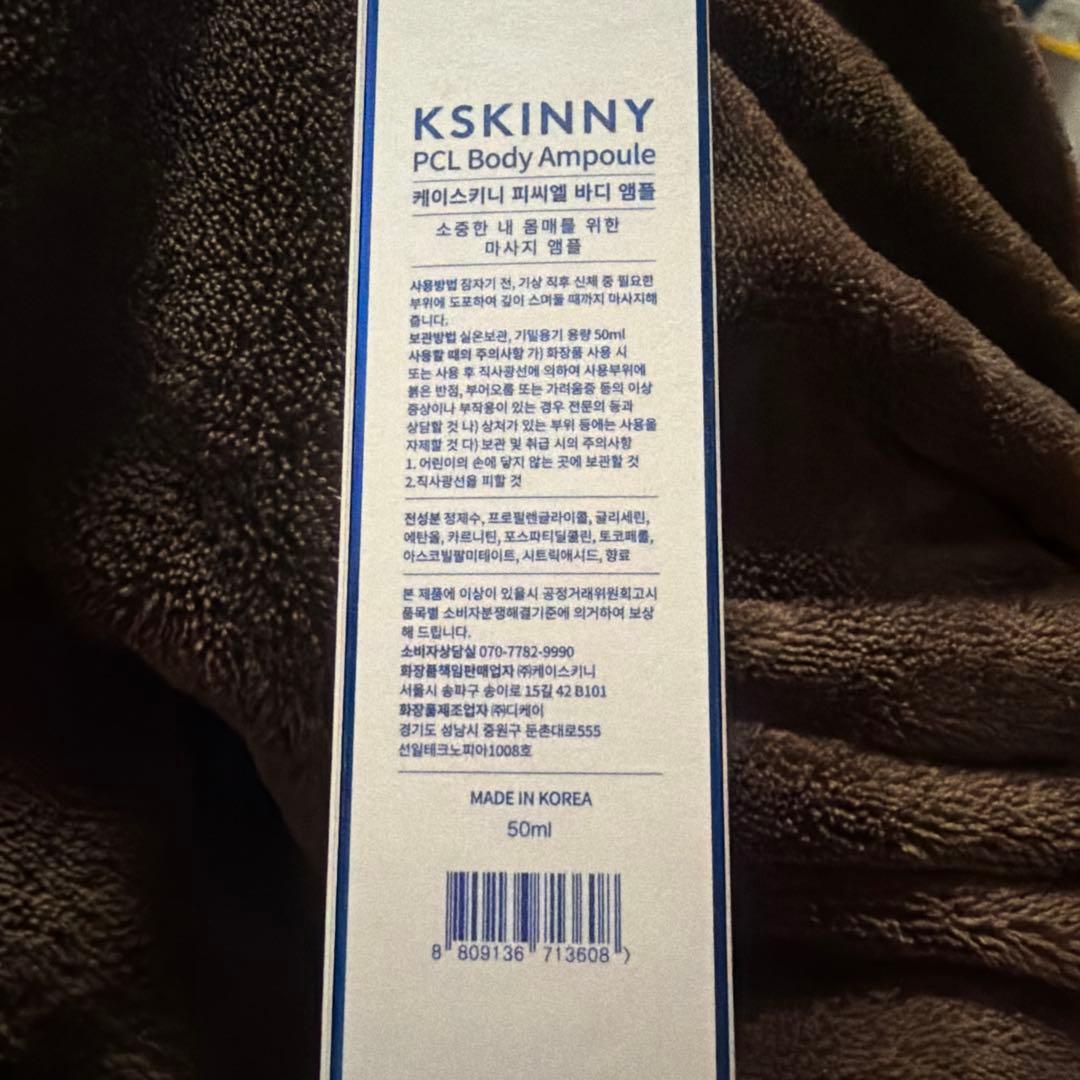 KSKINNY
PCL Body Ampoule
케이스키니 피씨엘 바디 앰플
소중한 내 몸매를 위한
마사지 앰플
사용방법 잠자기 전, 기상 직후 신체 중 필요한
부위에 도포하여 깊이 스며들 때까지 마사지해
줍니다.
보관방법 실온보관, 기밀용기 용량 50ml
사용할 때의 주의사항 가) 화장품 사용 시
또는 사용 후 직사광선에 의하여 사용부위에
붉은 반점, 부어오름 또는 가려움증 등의 이상
증상이나 부작용이 있는 경우 전문의 등과
상담할 것 나) 상처가 있는 부위 등에는 사용을
자제할 것 다) 보관 및 취급 시의 주의사항
1. 어린이의 손에 닿지 않는 곳에 보관할 것
2.직사광선을 피할 것
전성분 정제수, 프로필렌글라이콜, 글리세린,
에탄올, 카르니틴, 포스파티딜콜린, 토코페롤,
아스코빌팔미테이트, 시트릭애시드, 향료
본 제품에 이상이 있을시 공정거래위원회고시
품목별 소비자분쟁해결기준에 의거하여 보상
해 드립니다.
소비자상담실 070-7782-9990
화장품책임판매업자 ㈜케이스키니
서울시 송파구 송이로 15길 42 B101
화장품제조업자 ㈜디케이
경기도 성남시 중원구 둔촌대로555
선일테크노피아1008호
MADE IN KOREA
50ml
8 809136 713608 >